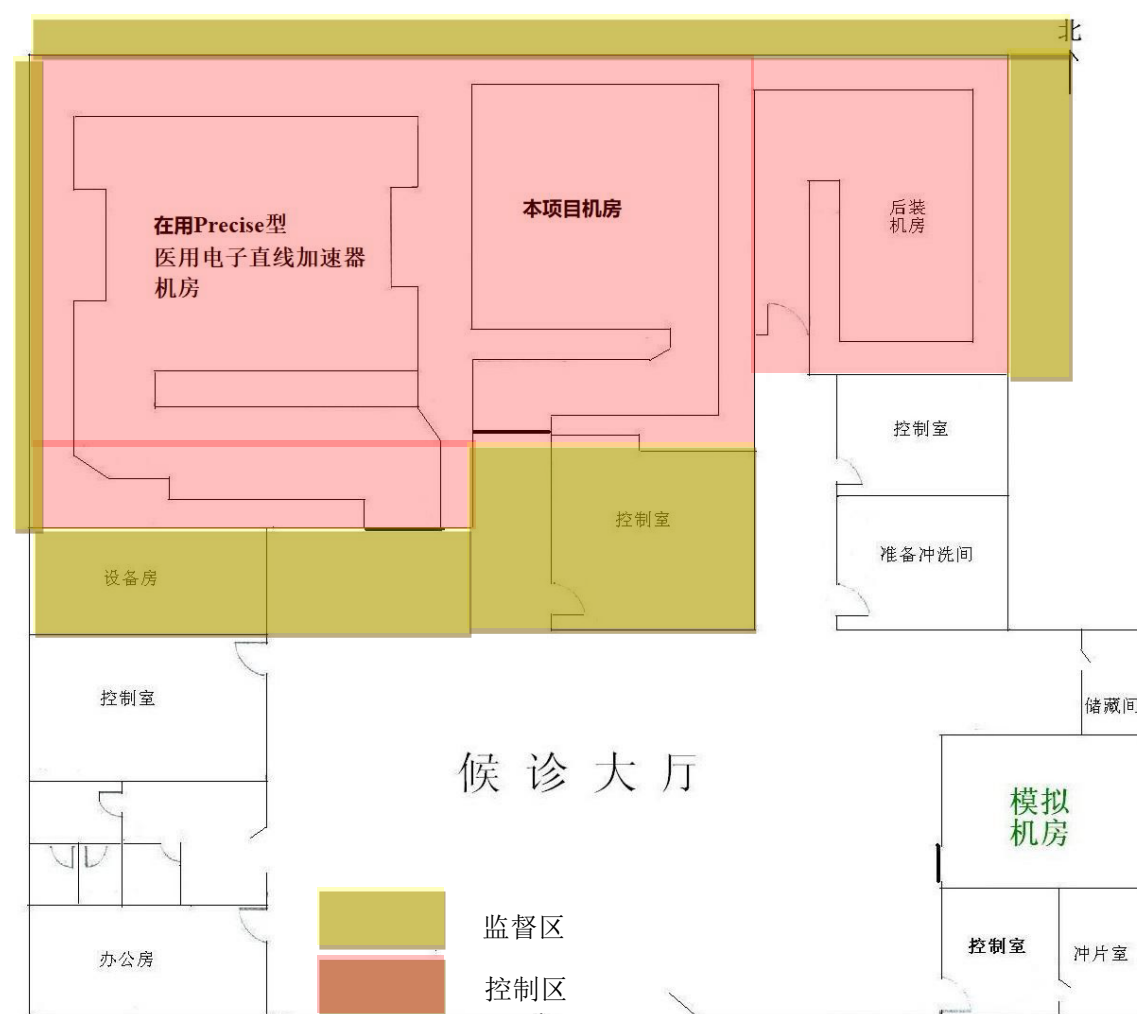 北
在用Precise型
医用电子直线加速器
机房
本项目机房
后装
机房
控制室
控制室
准备冲洗间
设备房
控制室
储藏间
候诊大厅
模拟
机房
监督区
控制室
冲片室
办公房
控制区